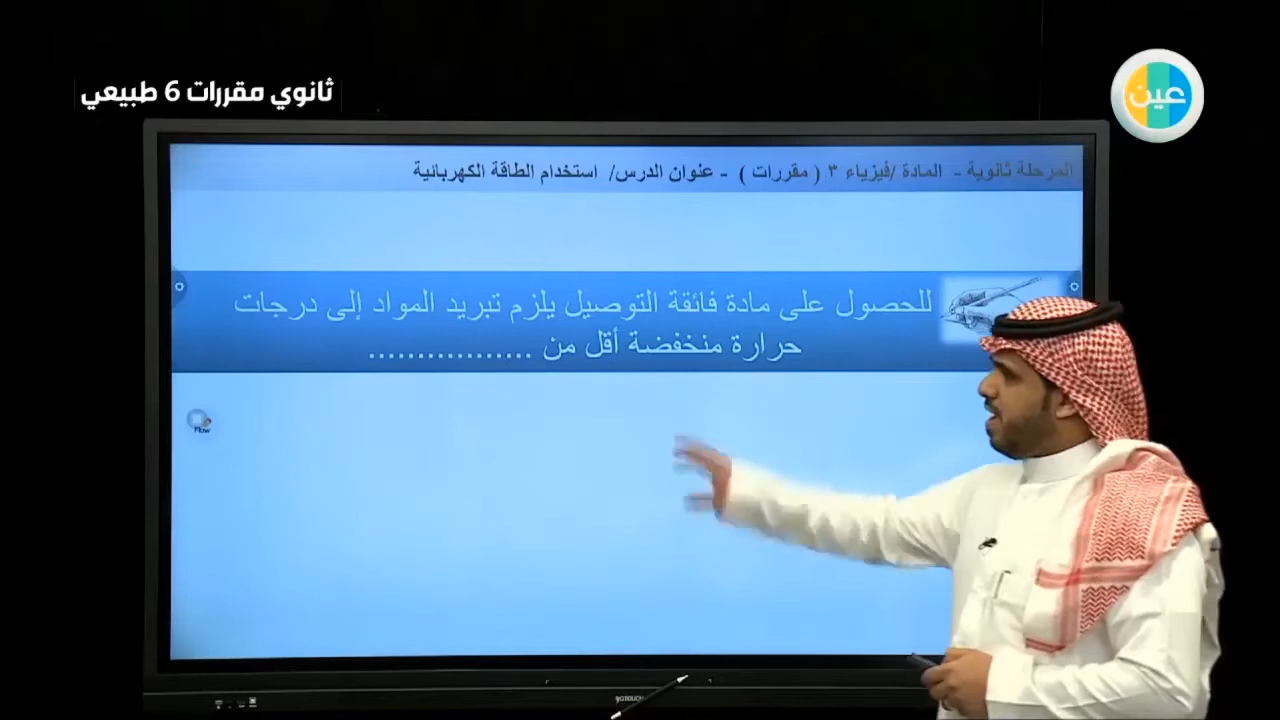 ثانوي مقررات 6 طبيعي
عين
المرحلة ثانوية - المادة /فيزياء ٣ ( مقررات ) - عنوان الدرس/ استخدام الطاقة الكهربائية
للحصول على مادة فائقة التوصيل يلزم تبريد المواد إلى درجات
حرارة منخفضة أقل من .................